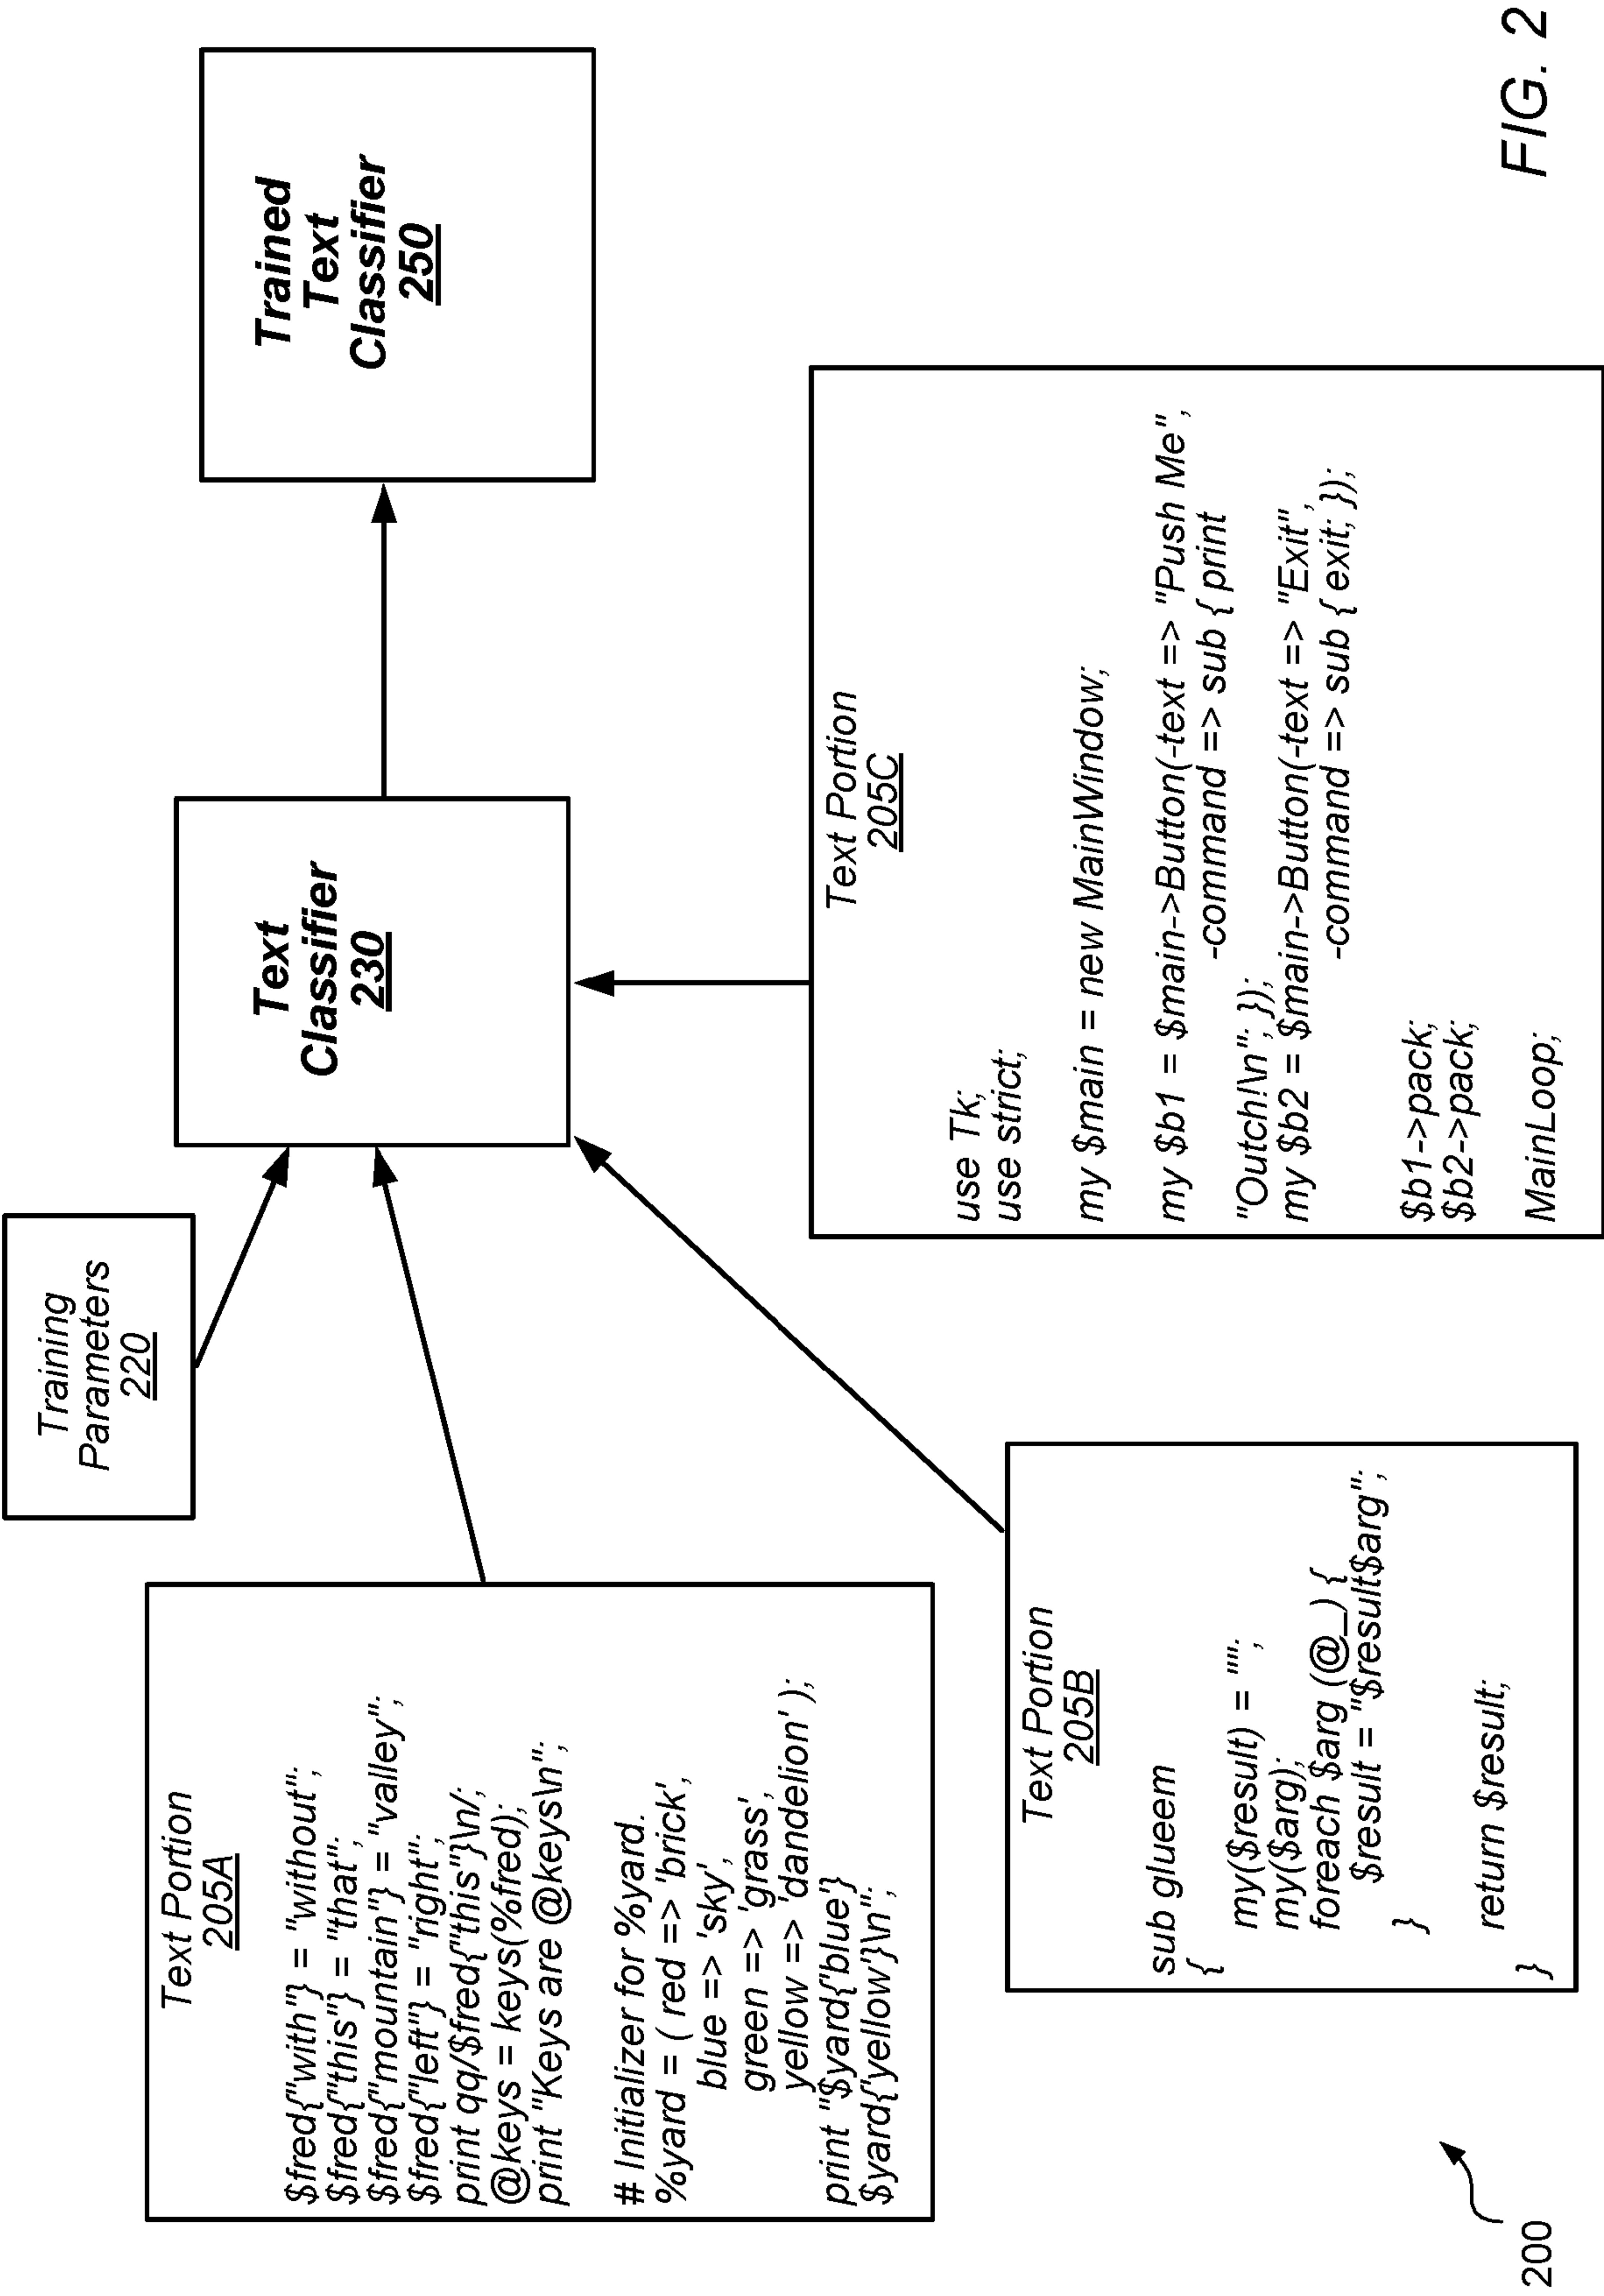 Training
Parameters
220
Text Portion
205A
$fred{"with"} = "without";
$fred{"this"} = "that";
$fred{"mountain"} = "valley";
$fred{"left"} = "right";
print qq/$fred{"this"}\n/;
@keys = keys(%fred);
print "Keys are @keys\n";
# Initializer for %yard.
%yard = ( red => 'brick',
blue => 'sky',
green => 'grass',
yellow => 'dandelion' );
print "$yard{'blue'}
$yard{'yellow'}\n";
Text
Classifier
230
Trained
Text
Classifier
250
Text Portion
205B
sub glueem
{
my($result) = "";
my($arg);
foreach $arg (@_) {
$result = "$result$arg";
}
return $result;
}
Text Portion
205C
use Tk;
use strict;
my $main = new MainWindow;
my $b1 = $main->Button(-text => "Push Me",
-command => sub { print
"Outch!\n"; });
my $b2 = $main->Button(-text => "Exit",
-command => sub { exit; });
$b1->pack;
$b2->pack;
MainLoop;
200
FIG. 2